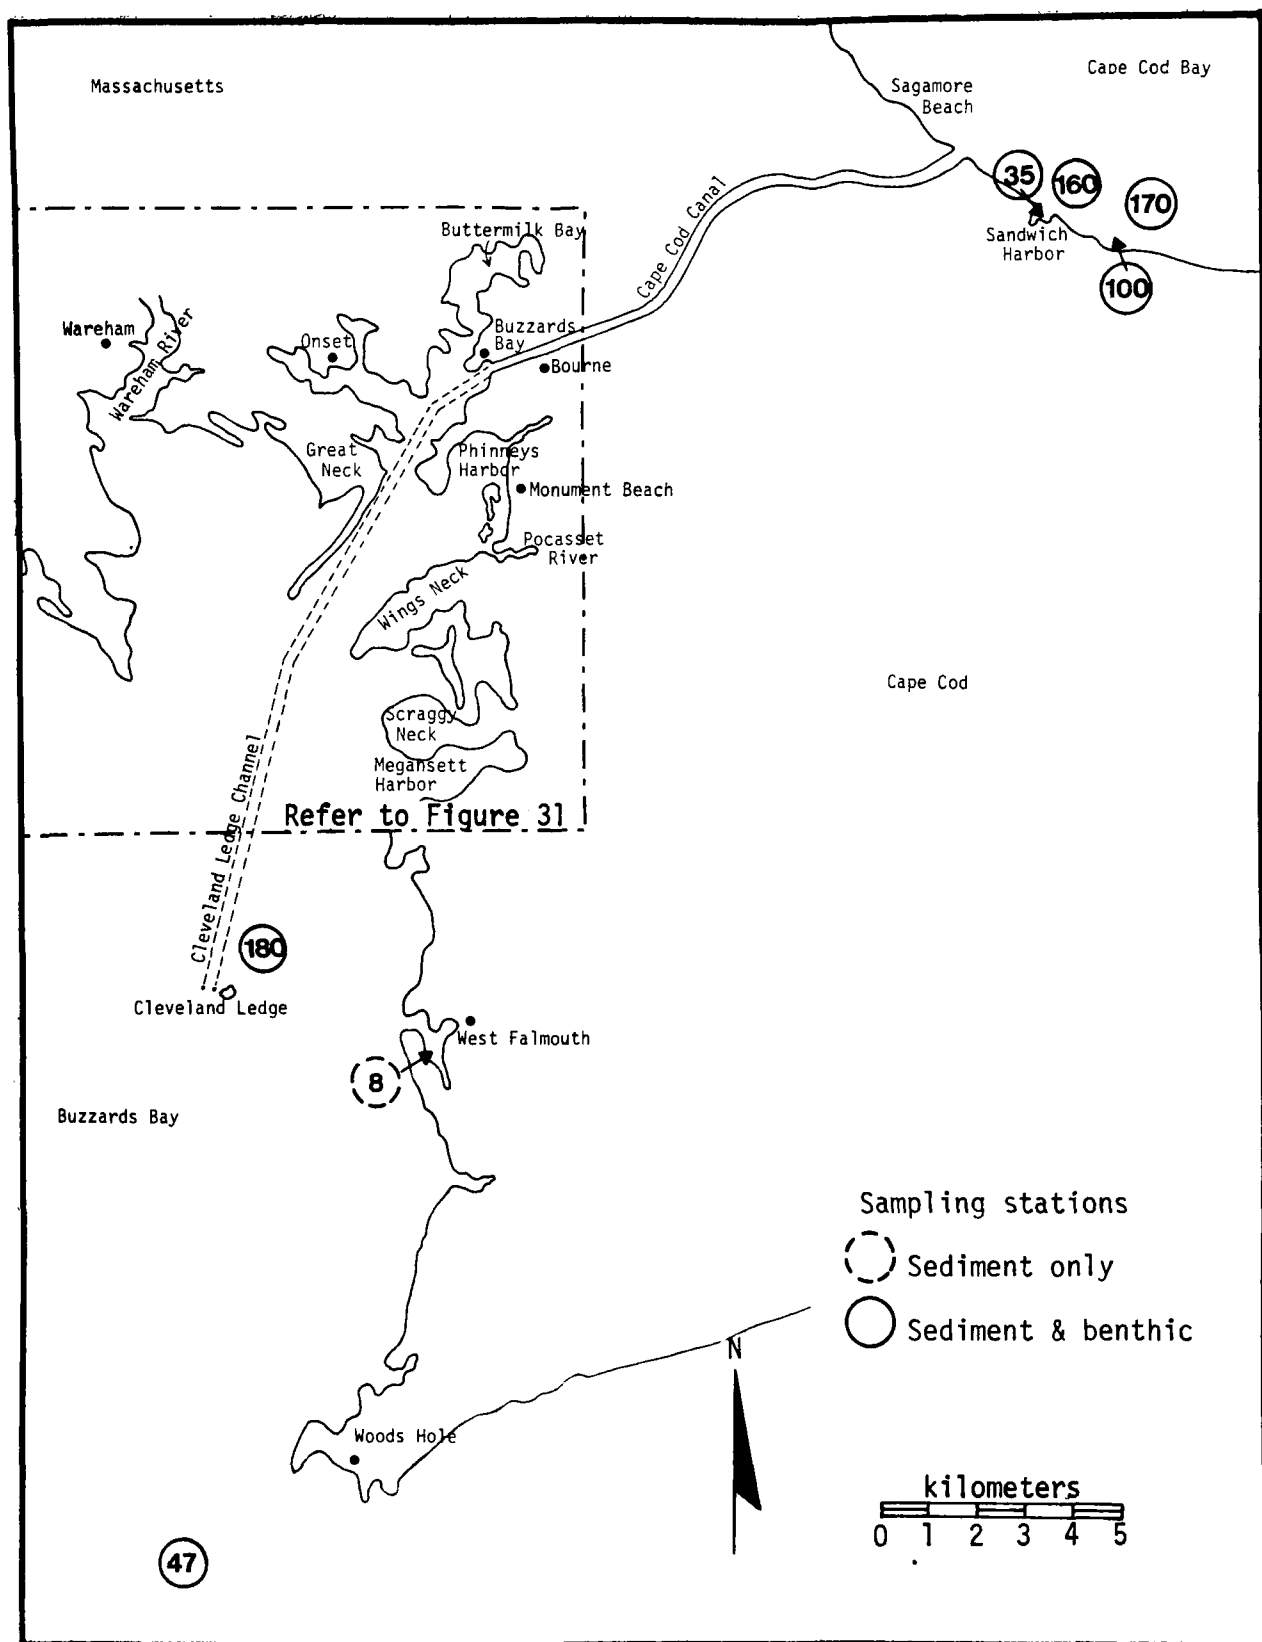 Massachusetts
Cape Cod Bay
Sagamore
Beach
35
160
170
Sandwich
Harbor
100
Cape Cod Canal
Buttermilk Bay
Wareham
Wareham River
Onset
Buzzards
Bay
Bourne
Great
Neck
Phinneys
Harbor
Monument Beach
Pocasset
River
Wings Neck
Cape Cod
Scraggy
Neck
Megansett
Harbor
Refer to Figure 31
Cleveland Ledge Channel
180
Cleveland Ledge
West Falmouth
8
Buzzards Bay
Sampling stations
Sediment only
Sediment & benthic
N
Woods Hole
kilometers
0 1 2 3 4 5
47